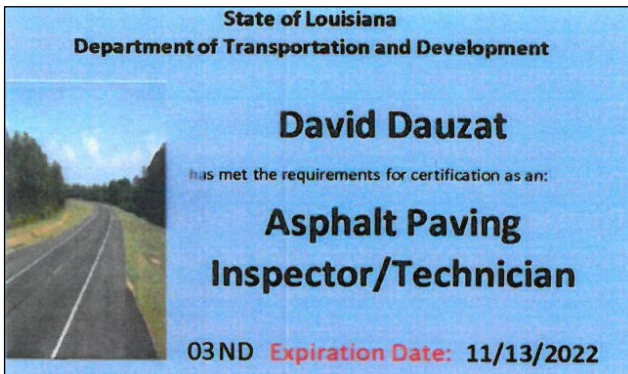 State of Louisiana
Department of Transportation and Development
David Dauzat
has met the requirements for certification as an:
Asphalt Paving
Inspector/Technician
03ND Expiration Date: 11/13/2022